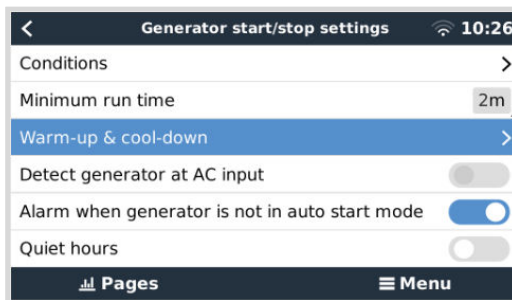 Generator start/stop settings 10:26
Conditions
Minimum run time 2m
Warm-up & cool-down
Detect generator at AC input
Alarm when generator is not in auto start mode
Quiet hours
Pages Menu